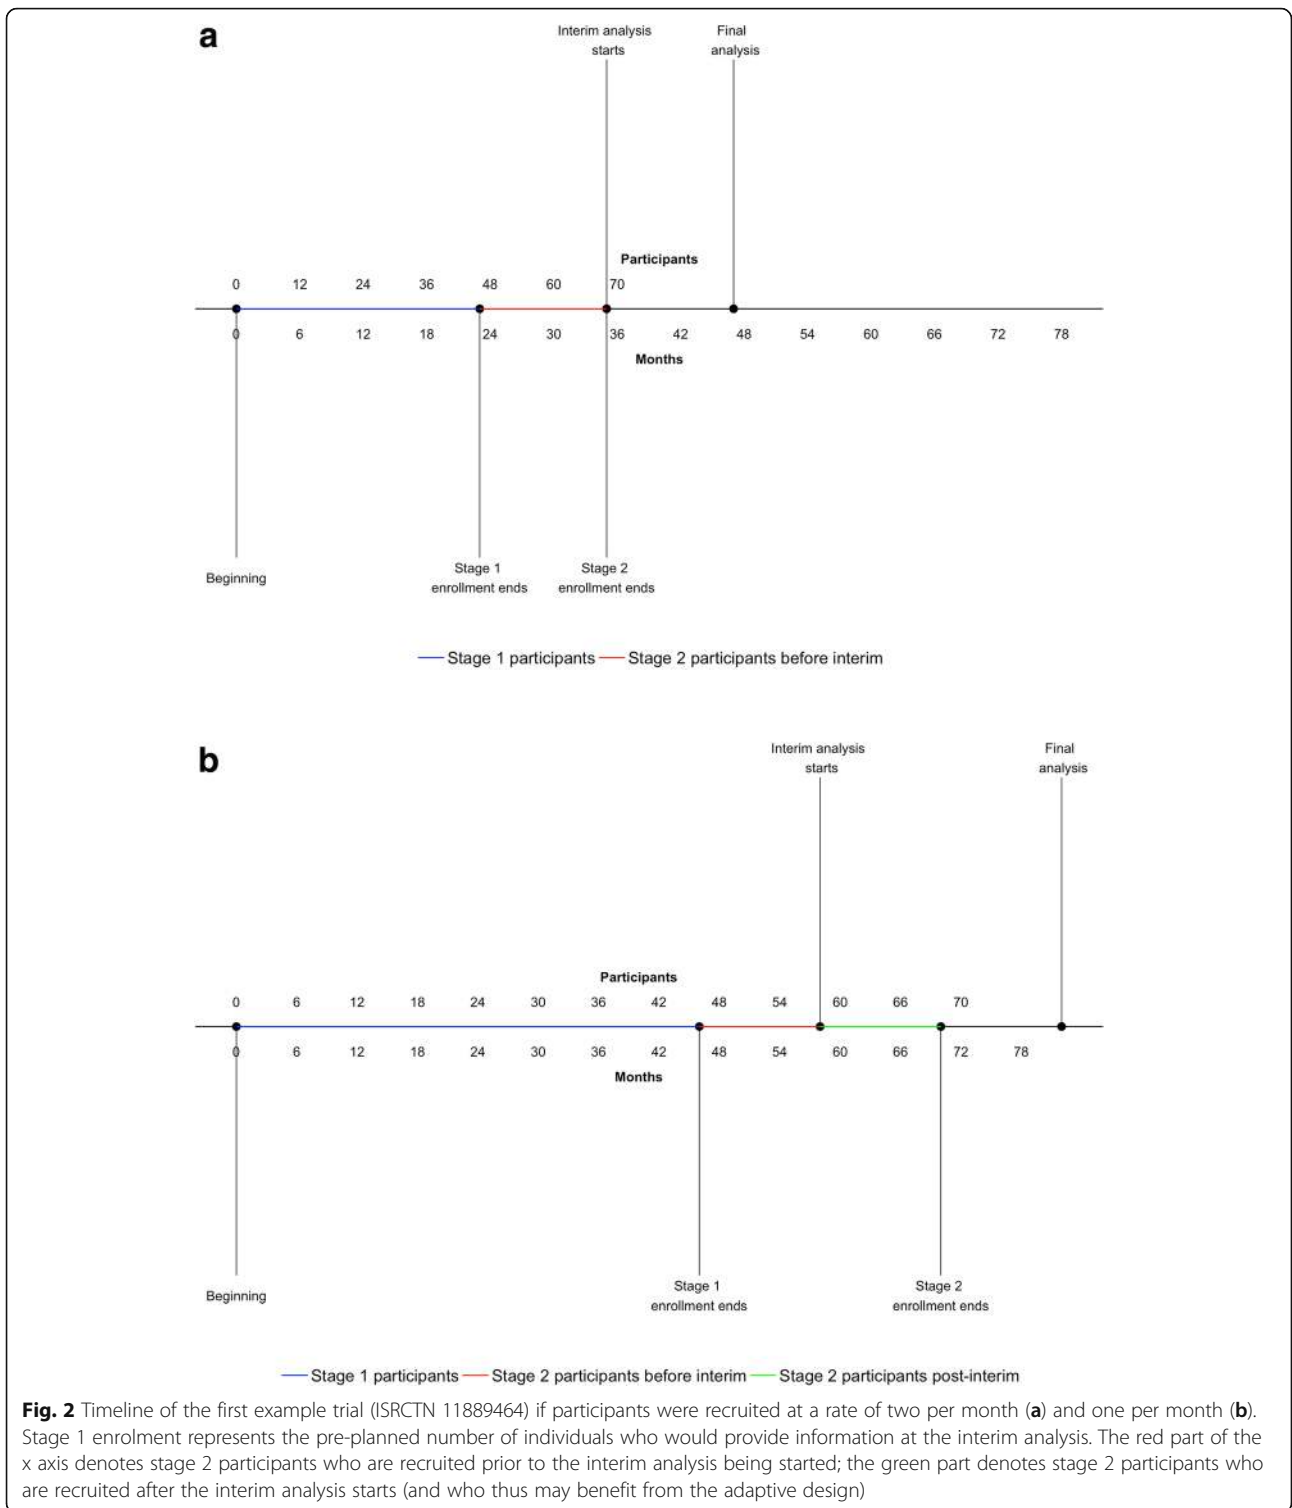 a
Interim analysis
starts
Final
analysis
Participants
0 12 24 36 48 60 70
0 6 12 18 24 30 36 42 48 54 60 66 72 78
Months
Beginning
Stage 1
enrollment ends
Stage 2
enrollment ends
Stage 1 participants Stage 2 participants before interim
b
Interim analysis
starts
Final
analysis
Participants
0 6 12 18 24 30 36 42 48 54 60 66 70
0 6 12 18 24 30 36 42 48 54 60 66 72 78
Months
Beginning
Stage 1
enrollment ends
Stage 2
enrollment ends
Stage 1 participants Stage 2 participants before interim Stage 2 participants post-interim
Fig. 2 Timeline of the first example trial (ISRCTN 11889464) if participants were recruited at a rate of two per month (a) and one per month (b).
Stage 1 enrolment represents the pre-planned number of individuals who would provide information at the interim analysis. The red part of the
x axis denotes stage 2 participants who are recruited prior to the interim analysis being started; the green part denotes stage 2 participants who
are recruited after the interim analysis starts (and who thus may benefit from the adaptive design)